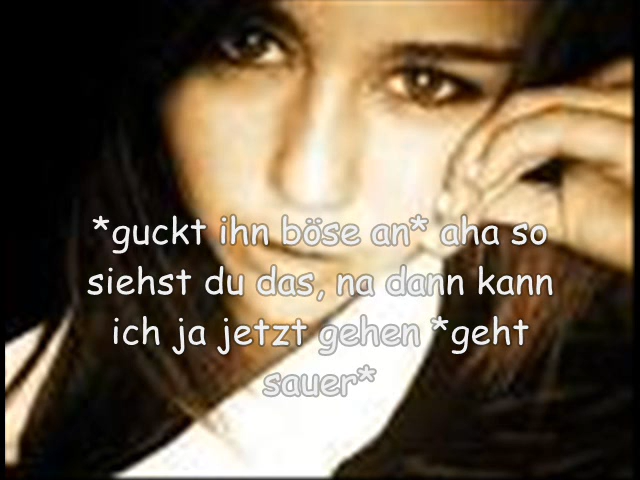 *guckt ihn böse an* aha so
siehst du das, na dann kann
ich ja jetzt gehen *geht
sauer*